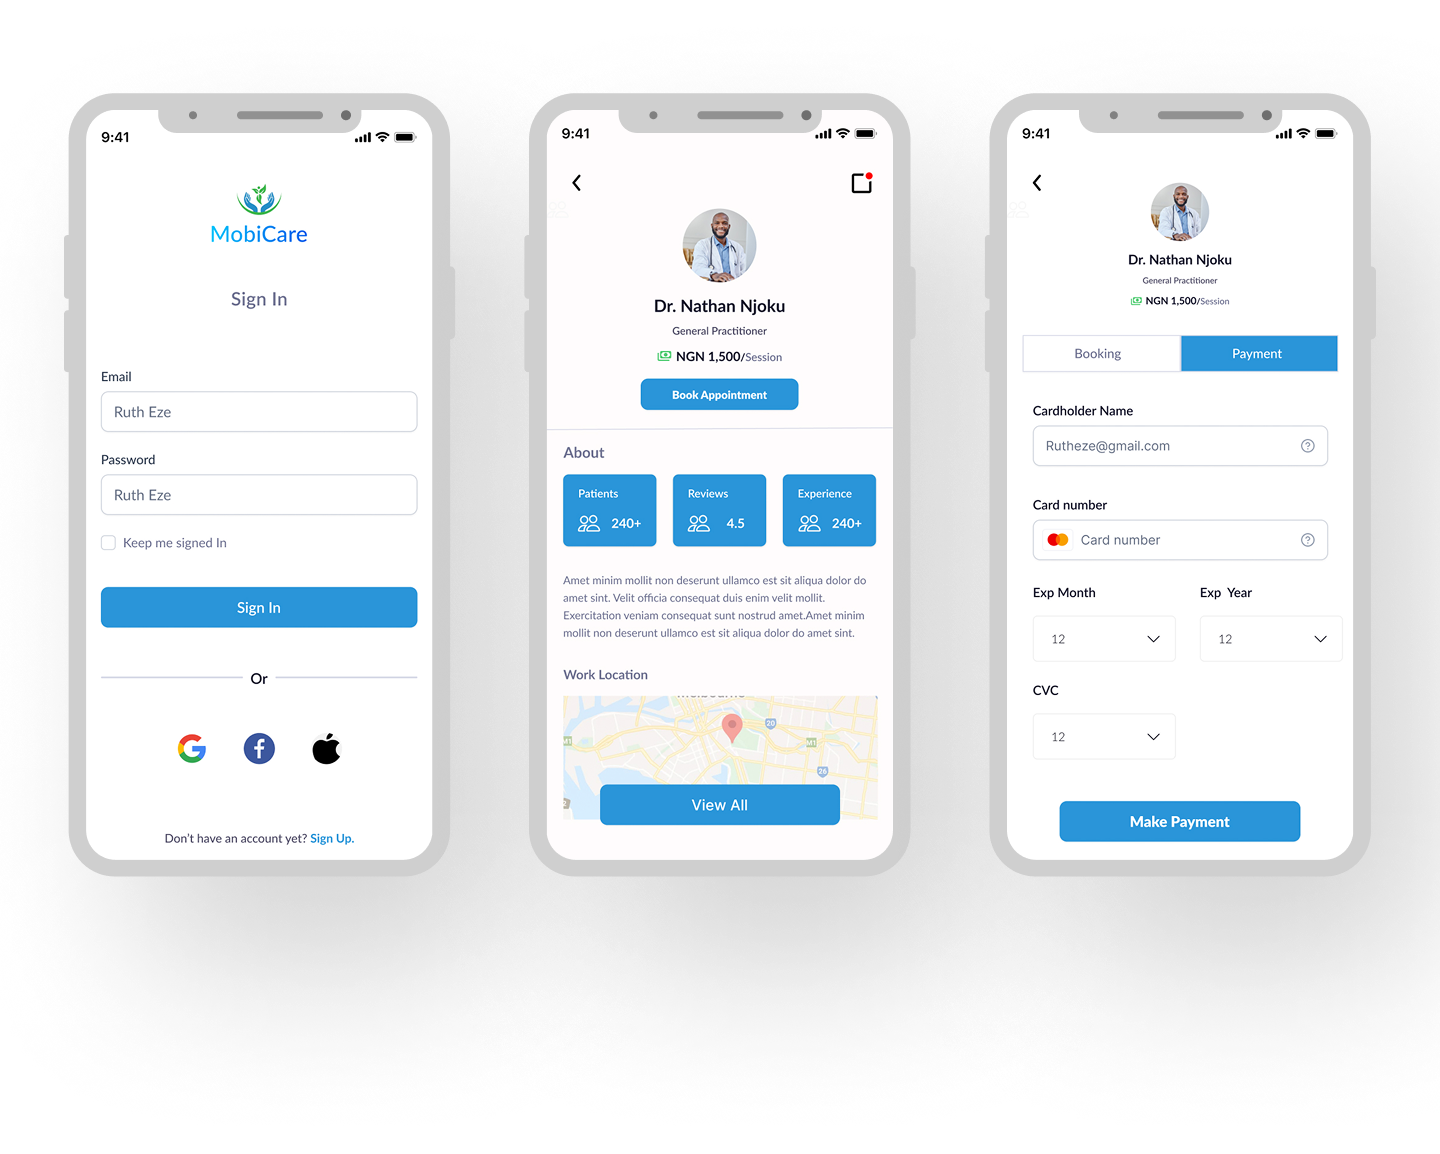 9:41
MobiCare
Sign In
Email
Ruth Eze
Password
Ruth Eze
Keep me signed In
Sign In
Or
Don't have an account yet? Sign Up.
9:41
Dr. Nathan Njoku
General Practitioner
NGN 1,500/Session
Book Appointment
About
Patients
240+
Reviews
4.5
Experience
240+
Amet minim mollit non deserunt ullamco est sit aliqua dolor do
amet sint. Velit officia consequat duis enim velit mollit.
Exercitation veniam consequat sunt nostrud amet.Amet minim
mollit non deserunt ullamco est sit aliqua dolor do amet sint.
Work Location
20
M1
M1
26
2
View All
9:41
Dr. Nathan Njoku
General Practitioner
NGN 1,500/Session
Booking
Payment
Cardholder Name
Rutheze@gmail.com
Card number
Card number
Exp Month
Exp Year
12
12
CVC
12
Make Payment